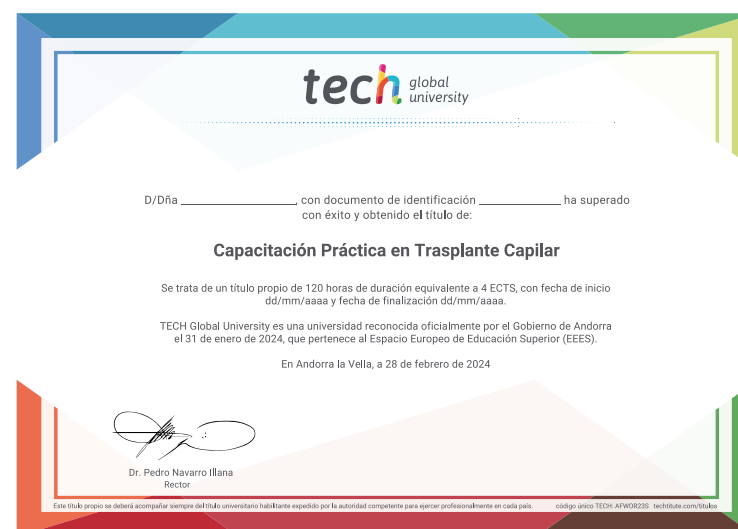 tech global university
D/Dña ____________, con documento de identificación ____________ ha superado
con éxito y obtenido el título de:
Capacitación Práctica en Trasplante Capilar
Se trata de un título propio de 120 horas de duración equivalente a 4 ECTS, con fecha de inicio
dd/mm/aaaa y fecha de finalización dd/mm/aaaa.
TECH Global University es una universidad reconocida oficialmente por el Gobierno de Andorra
el 31 de enero de 2024, que pertenece al Espacio Europeo de Educación Superior (EEES).
En Andorra la Vella, a 28 de febrero de 2024
Dr. Pedro Navarro Illana
Rector
Este título propio se deberá acompañar siempre del título universitario habilitante expedido por la autoridad competente para ejercer profesionalmente en cada país. código único TECH: AFWOR23S techtitute.com/titulos